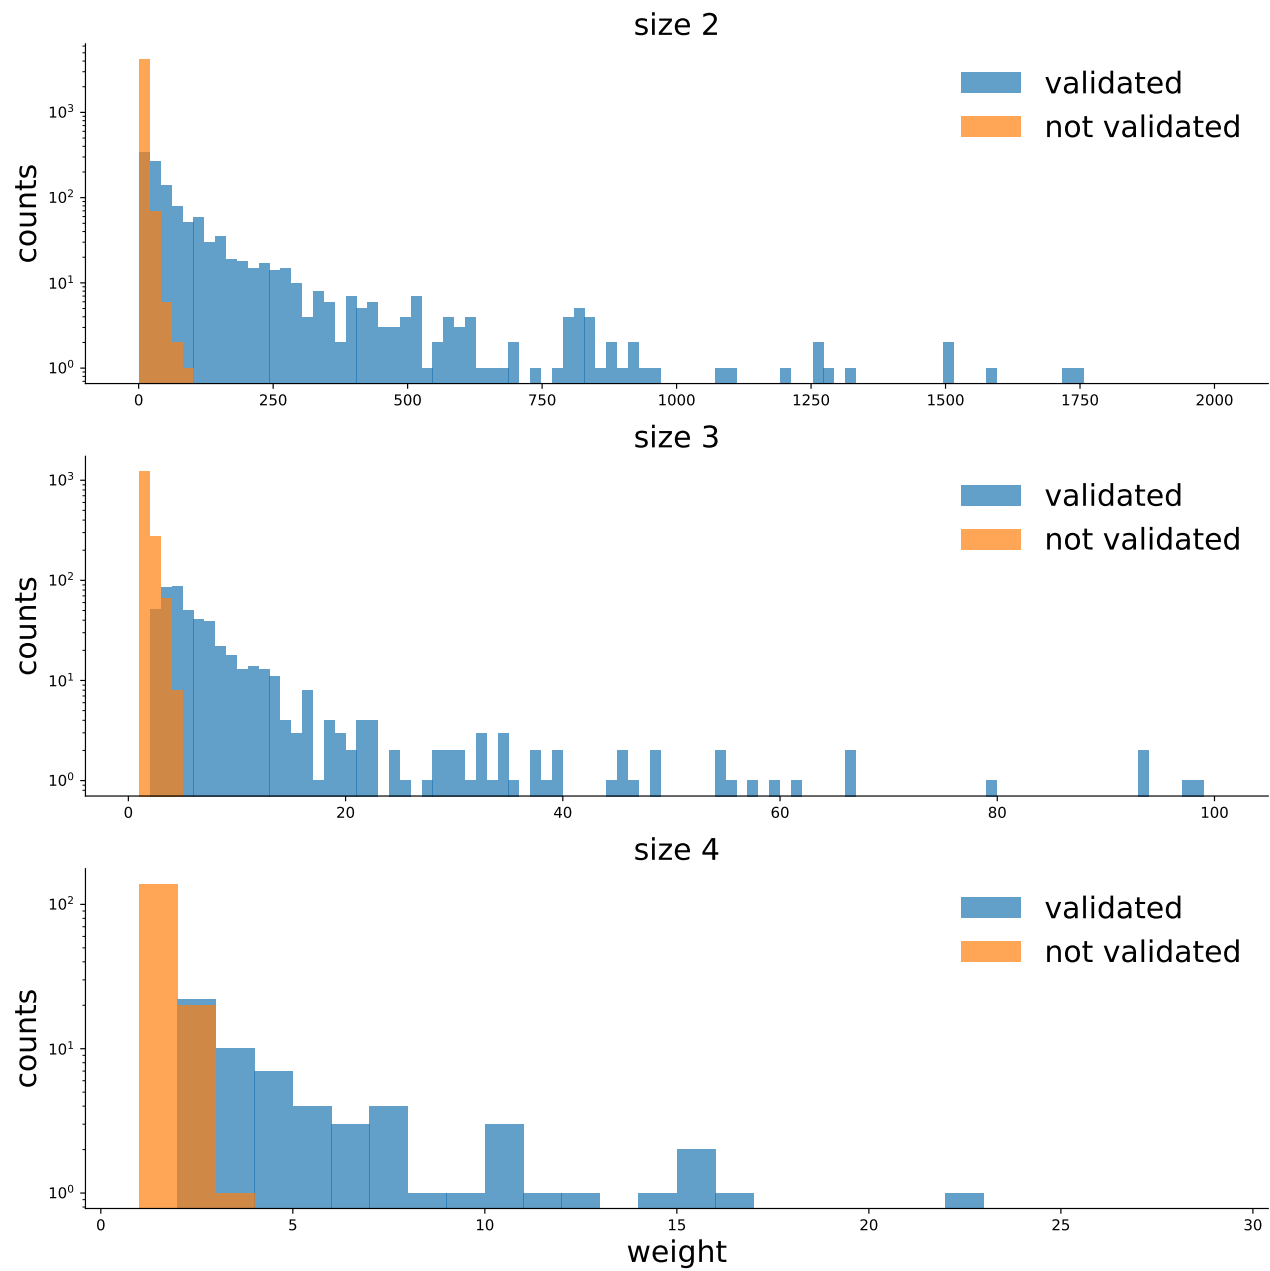 size 2
validated
not validated
counts
10³
10²
10¹
10⁰
0 250 500 750 1000 1250 1500 1750 2000
size 3
validated
not validated
counts
10³
10²
10¹
10⁰
0 20 40 60 80 100
size 4
validated
not validated
counts
10²
10¹
10⁰
0 5 10 15 20 25 30
weight